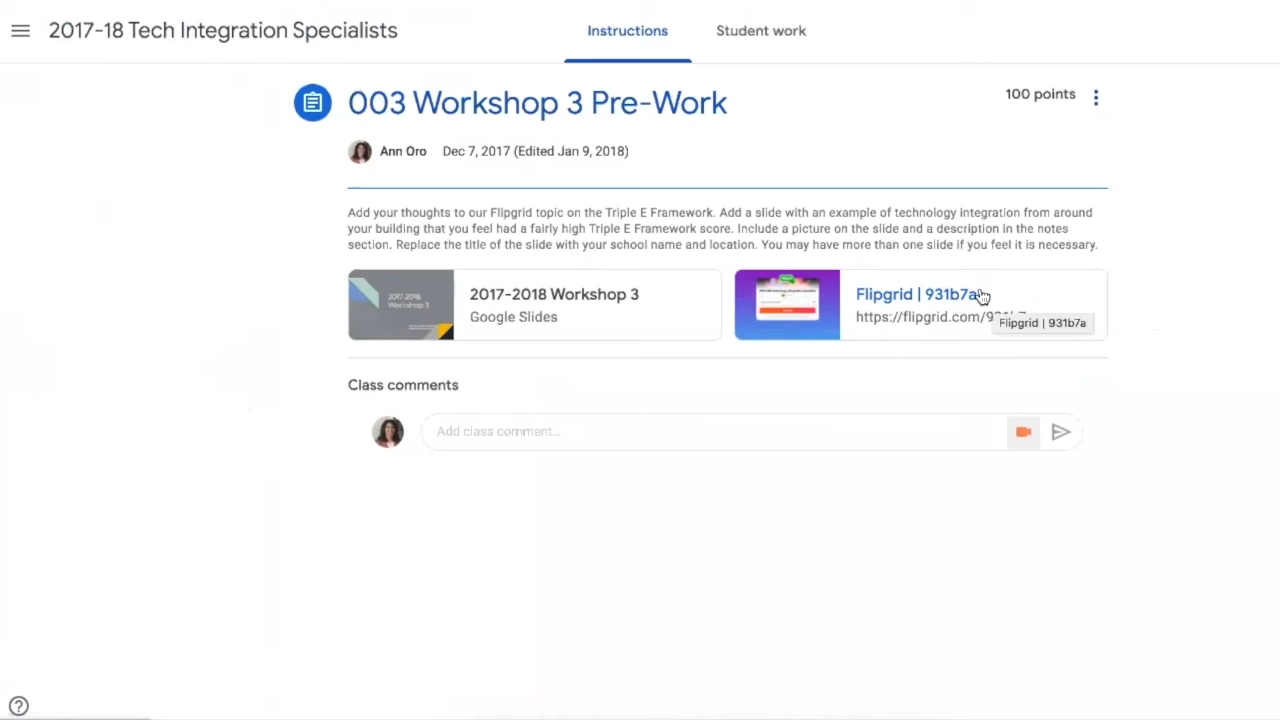 2017-18 Tech Integration Specialists
Instructions
Student work
003 Workshop 3 Pre-Work
100 points
Ann Oro
Dec 7, 2017 (Edited Jan 9, 2018)
Add your thoughts to our Flipgrid topic on the Triple E Framework. Add a slide with an example of technology integration from around
your building that you feel had a fairly high Triple E Framework score. Include a picture on the slide and a description in the notes
section. Replace the title of the slide with your school name and location. You may have more than one slide if you feel it is necessary.
2017-2018
Workshop 3
2017-2018 Workshop 3
Google Slides
Flipgrid | 931b7a
https://flipgrid.com/
Flipgrid | 931b7a
Class comments
Add class comment...